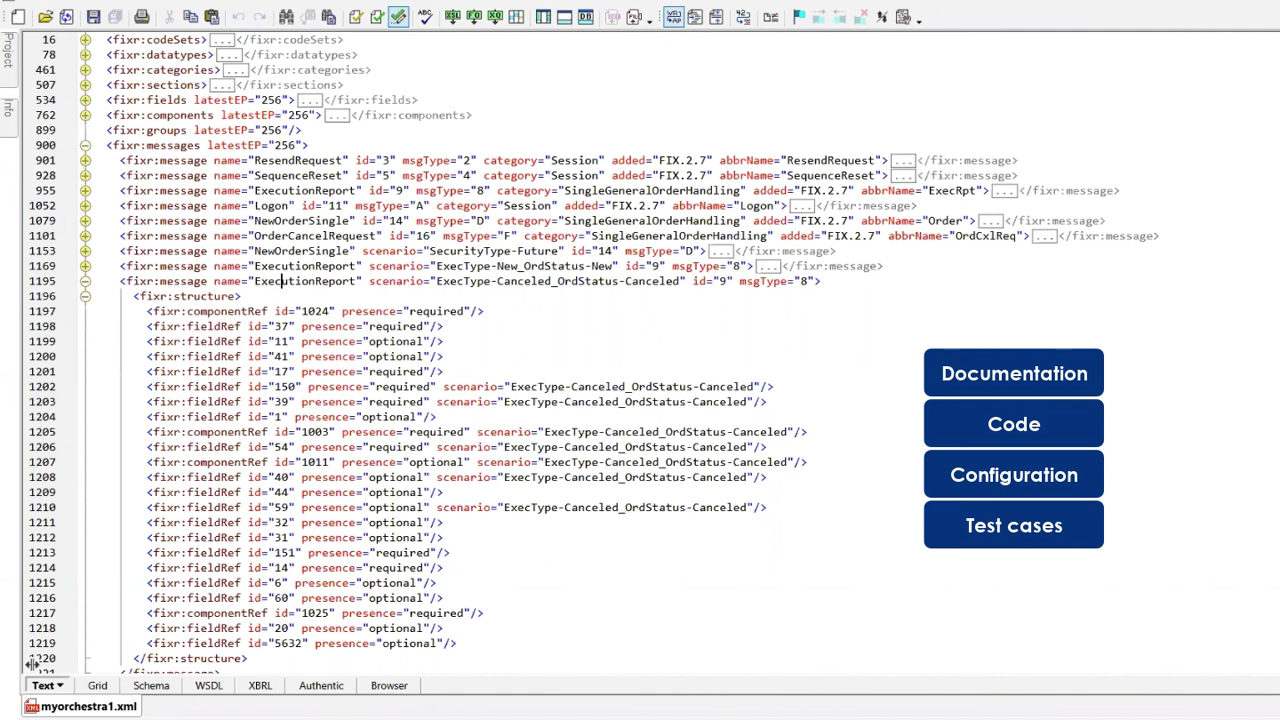 Project
Info
16 <fixr:codeSets>...</fixr:codeSets>
78 <fixr:datatypes>...</fixr:datatypes>
461 <fixr:categories>...</fixr:categories>
507 <fixr:sections>...</fixr:sections>
534 <fixr:fields latestEP="256">...</fixr:fields>
762 <fixr:components latestEP="256">...</fixr:components>
899 <fixr:groups latestEP="256"/>
900 <fixr:messages latestEP="256">
901 <fixr:message name="ResendRequest" id="3" msgType="2" category="Session" added="FIX.2.7" abbrName="ResendRequest">...</fixr:message>
928 <fixr:message name="SequenceReset" id="5" msgType="4" category="Session" added="FIX.2.7" abbrName="SequenceReset">...</fixr:message>
955 <fixr:message name="ExecutionReport" id="9" msgType="8" category="SingleGeneralOrderHandling" added="FIX.2.7" abbrName="ExecRpt">...</fixr:message>
1052 <fixr:message name="Logon" id="11" msgType="A" category="Session" added="FIX.2.7" abbrName="Logon">...</fixr:message>
1079 <fixr:message name="NewOrderSingle" id="14" msgType="D" category="SingleGeneralOrderHandling" added="FIX.2.7" abbrName="Order">...</fixr:message>
1101 <fixr:message name="OrderCancelRequest" id="16" msgType="F" category="SingleGeneralOrderHandling" added="FIX.2.7" abbrName="OrdCxlReq">...</fixr:message>
1153 <fixr:message name="NewOrderSingle" scenario="SecurityType-Future" id="14" msgType="D">...</fixr:message>
1169 <fixr:message name="ExecutionReport" scenario="ExecType-New_OrdStatus-New" id="9" msgType="8">...</fixr:message>
1195 <fixr:message name="ExecutionReport" scenario="ExecType-Canceled_OrdStatus-Canceled" id="9" msgType="8">
1196 <fixr:structure>
1197 <fixr:componentRef id="1024" presence="required"/>
1198 <fixr:fieldRef id="37" presence="required"/>
1199 <fixr:fieldRef id="11" presence="optional"/>
1200 <fixr:fieldRef id="41" presence="optional"/>
1201 <fixr:fieldRef id="17" presence="required"/>
1202 <fixr:fieldRef id="150" presence="required" scenario="ExecType-Canceled_OrdStatus-Canceled"/>
1203 <fixr:fieldRef id="39" presence="required" scenario="ExecType-Canceled_OrdStatus-Canceled"/>
1204 <fixr:fieldRef id="1" presence="optional"/>
1205 <fixr:componentRef id="1003" presence="required" scenario="ExecType-Canceled_OrdStatus-Canceled"/>
1206 <fixr:fieldRef id="54" presence="required" scenario="ExecType-Canceled_OrdStatus-Canceled"/>
1207 <fixr:componentRef id="1011" presence="optional" scenario="ExecType-Canceled_OrdStatus-Canceled"/>
1208 <fixr:fieldRef id="40" presence="optional" scenario="ExecType-Canceled_OrdStatus-Canceled"/>
1209 <fixr:fieldRef id="44" presence="optional"/>
1210 <fixr:fieldRef id="59" presence="optional" scenario="ExecType-Canceled_OrdStatus-Canceled"/>
1211 <fixr:fieldRef id="32" presence="optional"/>
1212 <fixr:fieldRef id="31" presence="optional"/>
1213 <fixr:fieldRef id="151" presence="required"/>
1214 <fixr:fieldRef id="14" presence="required"/>
1215 <fixr:fieldRef id="6" presence="optional"/>
1216 <fixr:fieldRef id="60" presence="optional"/>
1217 <fixr:componentRef id="1025" presence="required"/>
1218 <fixr:fieldRef id="20" presence="optional"/>
1219 <fixr:fieldRef id="5632" presence="optional"/>
1220 </fixr:structure>
Documentation
Code
Configuration
Test cases
Text Grid Schema WSDL XBRL Authentic Browser
myorchestra1.xml